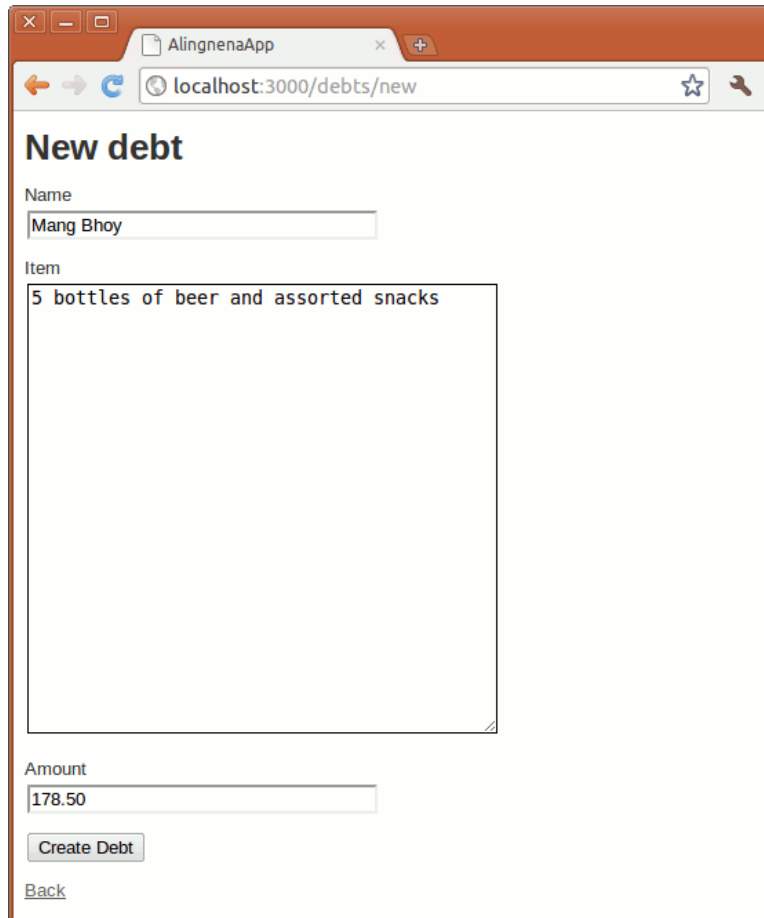 AlingnenaApp
localhost:3000/debts/new
New debt
Name
Mang Bhoy
Item
5 bottles of beer and assorted snacks
Amount
178.50
Create Debt
Back